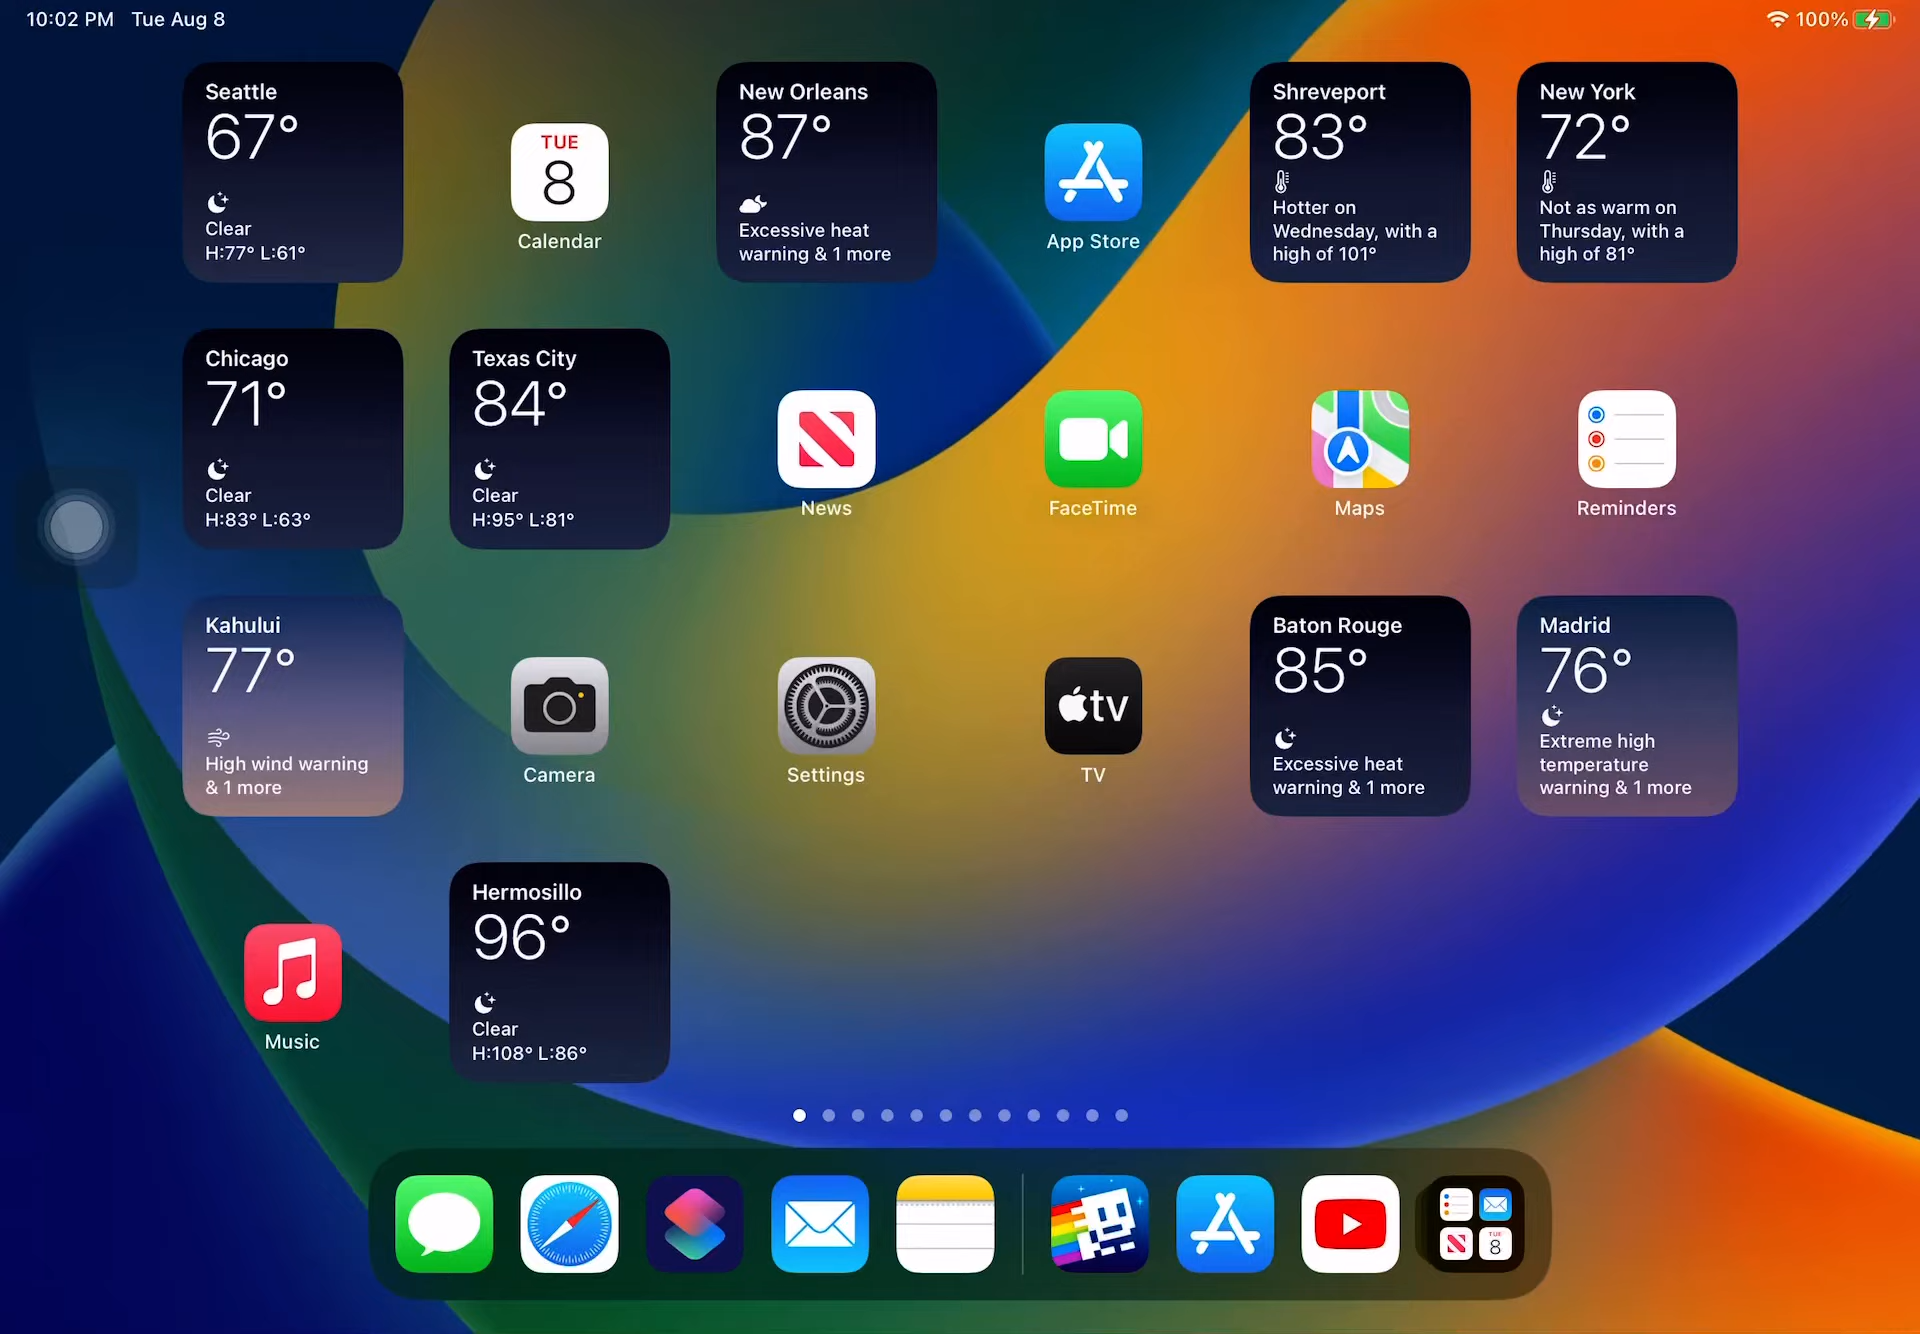 10:02 PM Tue Aug 8
100%
Seattle
67°
Clear
H:77° L:61°
TUE
8
Calendar
New Orleans
87°
Excessive heat
warning & 1 more
App Store
Shreveport
83°
Hotter on
Wednesday, with a
high of 101°
New York
72°
Not as warm on
Thursday, with a
high of 81°
Chicago
71°
Clear
H:83° L:63°
Texas City
84°
Clear
H:95° L:81°
News
FaceTime
Maps
Reminders
Kahului
77°
High wind warning
& 1 more
Camera
Settings
tv
TV
Baton Rouge
85°
Excessive heat
warning & 1 more
Madrid
76°
Extreme high
temperature
warning & 1 more
Music
Hermosillo
96°
Clear
H:108° L:86°
TUE
8